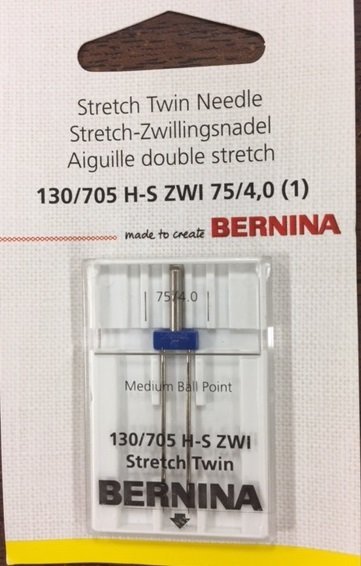 Stretch Twin Needle
Stretch-Zwillingsnadel
Aiguille double stretch
130/705 H-S ZWI 75/4,0 (1)
made to create BERNINA
75/4.0
Medium Ball Point
130/705 H-S ZWI
Stretch Twin
BERNINA